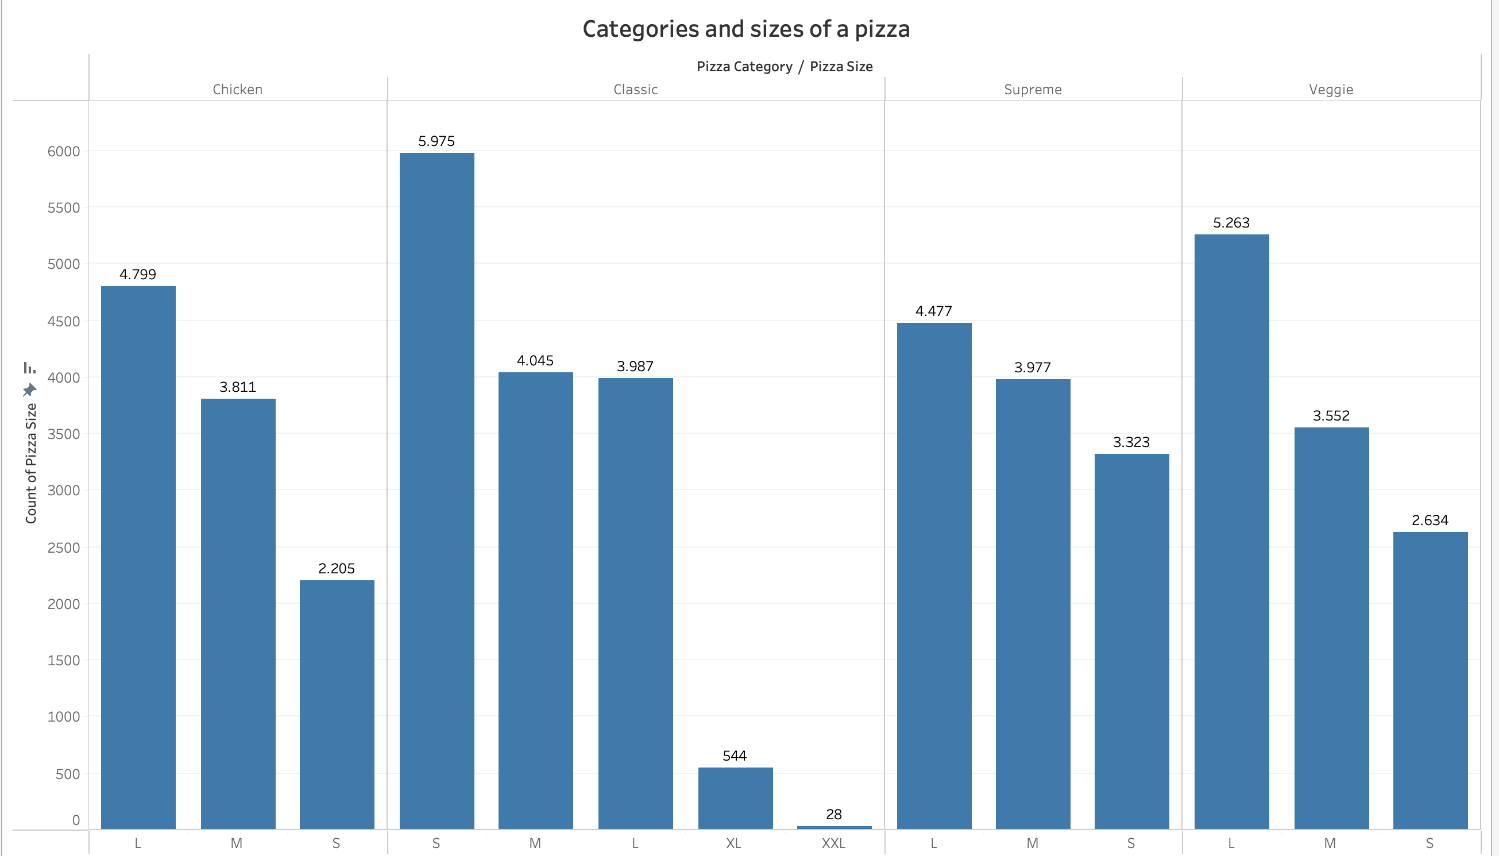 Categories and sizes of a pizza
Pizza Category / Pizza Size
Chicken Classic Supreme Veggie
Count of Pizza Size
6000
5500
5000
4500
4000
3500
3000
2500
2000
1500
1000
500
0
4.799 3.811 2.205 5.975 4.045 3.987 544 28 4.477 3.977 3.323 5.263 3.552 2.634
L M S S M L XL XXL L M S L M S